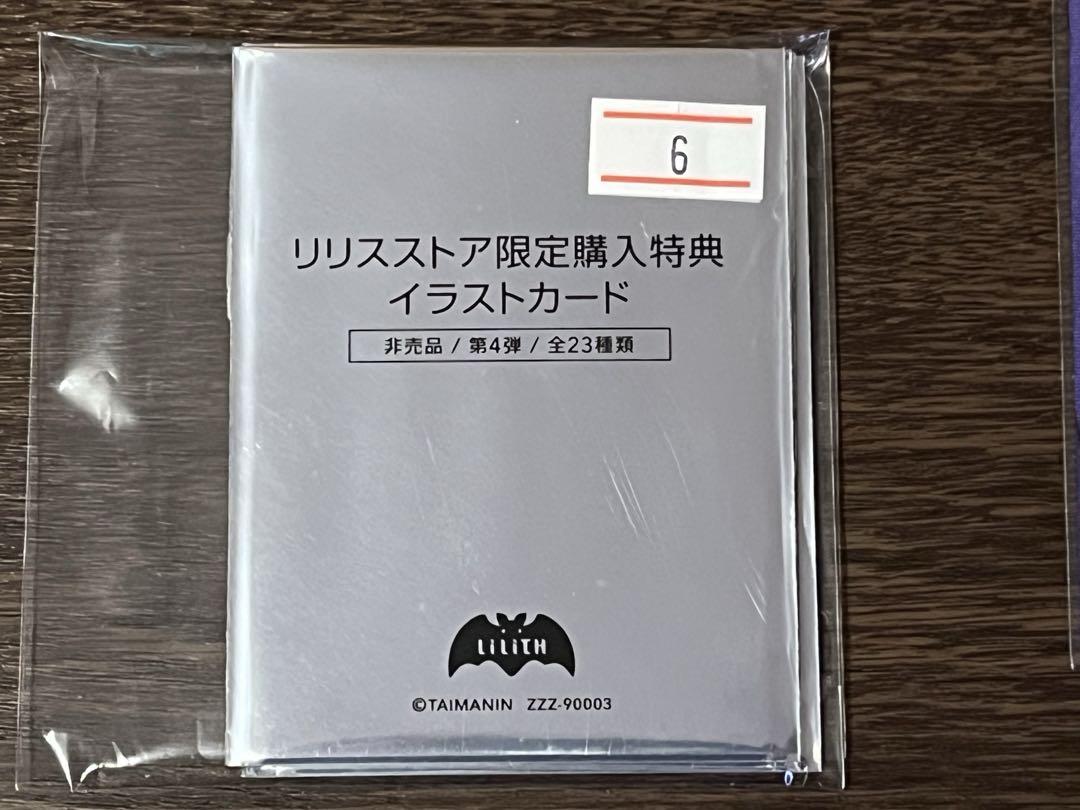 6
リリスストア限定購入特典
イラストカード
非売品 / 第4弾 / 全23種類
LiLiTH
©TAIMANIN ZZZ-90003